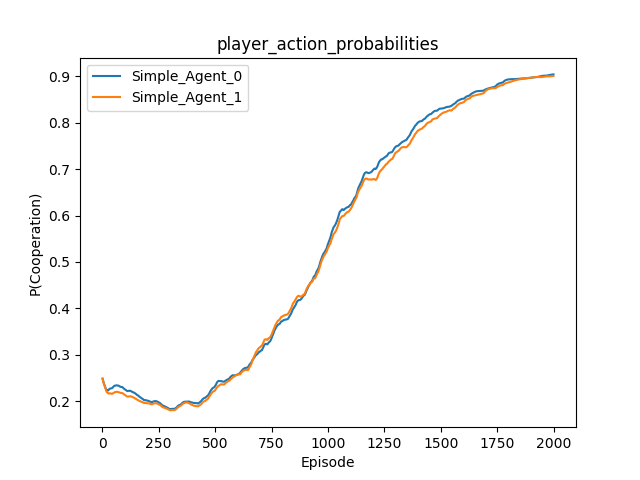 player_action_probabilities
Simple_Agent_0
Simple_Agent_1
P(Cooperation)
0.9
0.8
0.7
0.6
0.5
0.4
0.3
0.2
0 250 500 750 1000 1250 1500 1750 2000
Episode